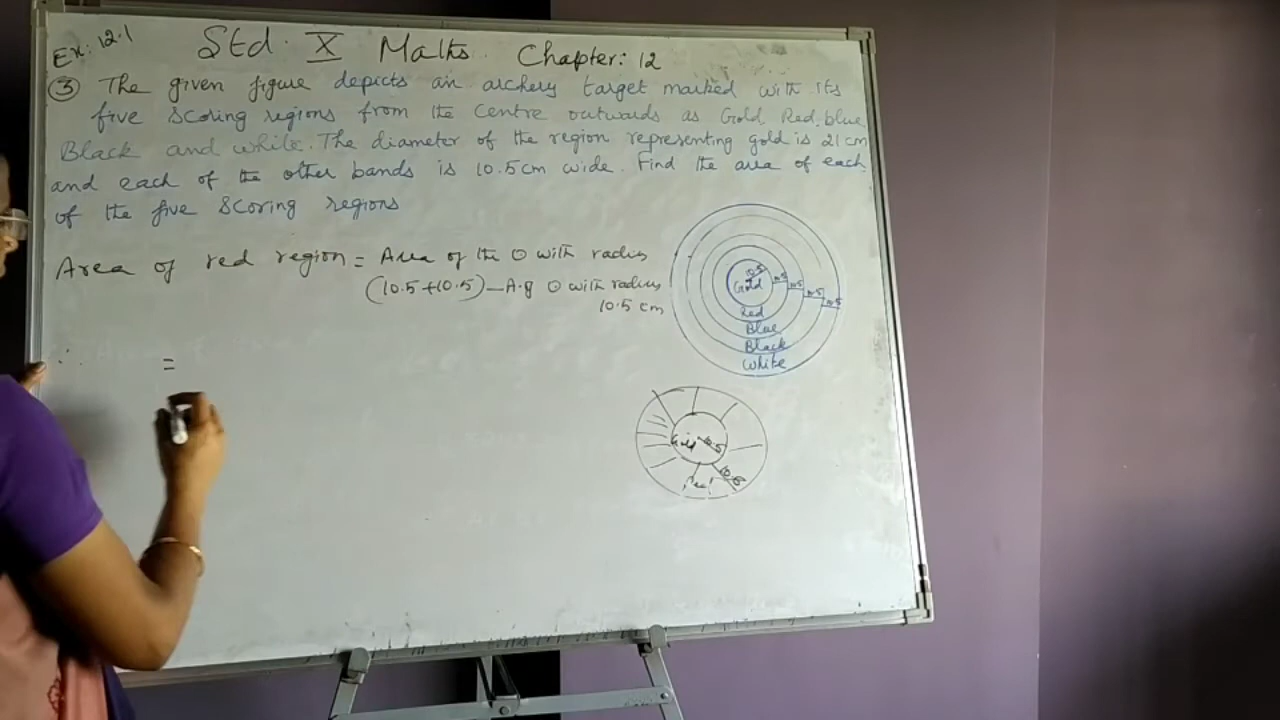 Ex: 12.1
Std. X Maths. Chapter: 12
③ The given figure depicts an archery target marked with its
five scoring regions from the centre outwards as Gold Red, blue
Black and white. The diameter of the region representing gold is 21cm
and each of the other bands is 10.5cm wide. Find the area of each
of the five scoring regions
Area of red region = Area of the ⊙ with radius
(10.5+10.5) — A.of ⊙ with radius
10.5 cm
∴ =
10.5
Gold
10.5
10.5
10.5
10.5
Red
Blue
Black
White
Gold
10.5
10.5
Red